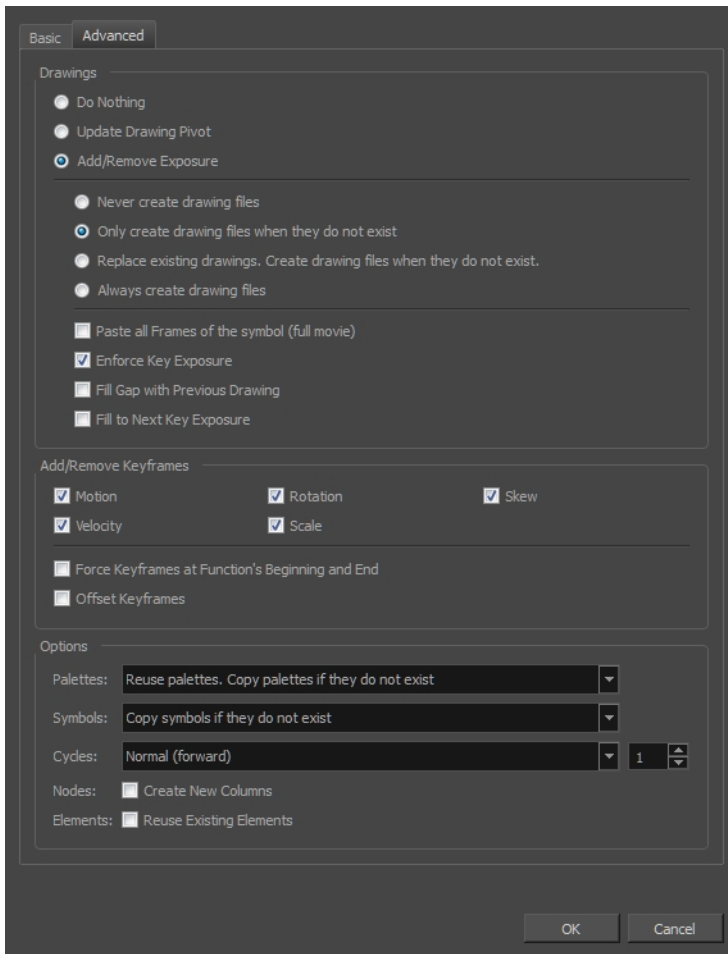 Basic Advanced
Drawings
Do Nothing
Update Drawing Pivot
Add/Remove Exposure
Never create drawing files
Only create drawing files when they do not exist
Replace existing drawings. Create drawing files when they do not exist.
Always create drawing files
Paste all Frames of the symbol (full movie)
Enforce Key Exposure
Fill Gap with Previous Drawing
Fill to Next Key Exposure
Add/Remove Keyframes
Motion Rotation Skew
Velocity Scale
Force Keyframes at Function's Beginning and End
Offset Keyframes
Options
Palettes: Reuse palettes. Copy palettes if they do not exist
Symbols: Copy symbols if they do not exist
Cycles: Normal (forward) 1
Nodes: Create New Columns
Elements: Reuse Existing Elements
OK Cancel